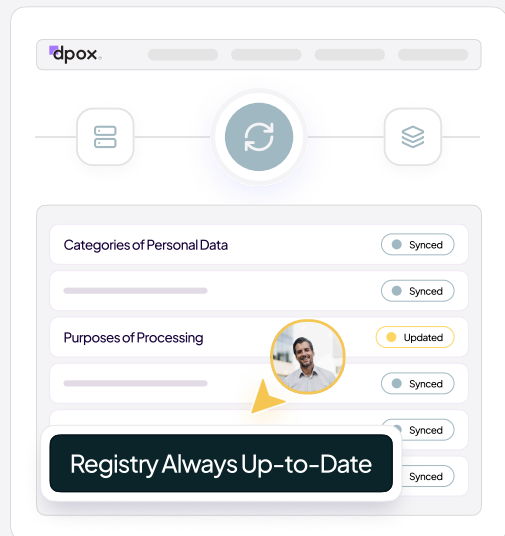 dpox
Categories of Personal Data
Synced
Synced
Purposes of Processing
Updated
Synced
Synced
Registry Always Up-to-Date
Synced